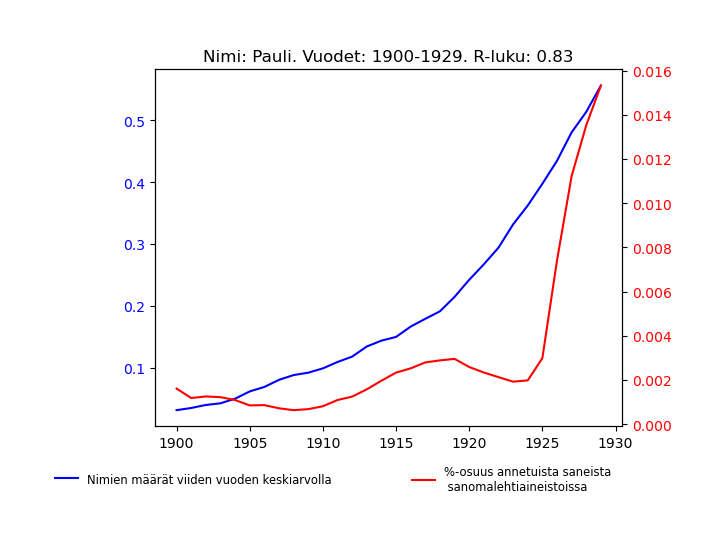 Nimi: Pauli. Vuodet: 1900-1929. R-luku: 0.83
0.5
0.4
0.3
0.2
0.1
0.016
0.014
0.012
0.010
0.008
0.006
0.004
0.002
0.000
1900 1905 1910 1915 1920 1925 1930
Nimien määrät viiden vuoden keskiarvolla
%-osuus annetuista saneista
sanomalehtiaineistoissa